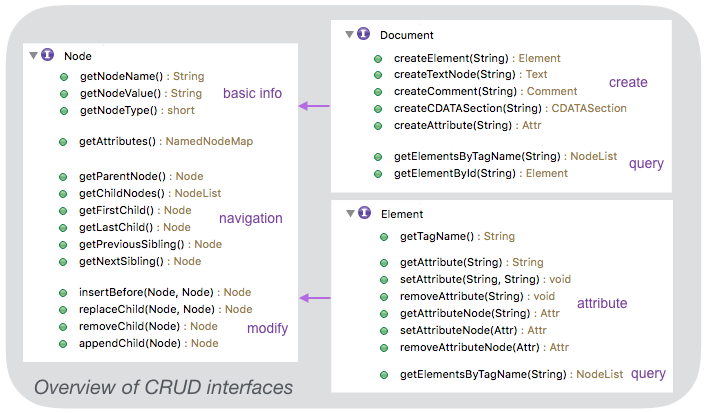 Node
getNodeName() : String
getNodeValue() : String
getNodeType() : short
basic info
getAttributes() : NamedNodeMap
getParentNode() : Node
getChildNodes() : NodeList
getFirstChild() : Node
getLastChild() : Node
getPreviousSibling() : Node
getNextSibling() : Node
navigation
insertBefore(Node, Node) : Node
replaceChild(Node, Node) : Node
removeChild(Node) : Node
appendChild(Node) : Node
modify
Document
createElement(String) : Element
createTextNode(String) : Text
createComment(String) : Comment
createCDATASection(String) : CDATASection
createAttribute(String) : Attr
create
getElementsByTagName(String) : NodeList
getElementById(String) : Element
query
Element
getTagName() : String
getAttribute(String) : String
setAttribute(String, String) : void
removeAttribute(String) : void
getAttributeNode(String) : Attr
setAttributeNode(Attr) : Attr
removeAttributeNode(Attr) : Attr
attribute
getElementsByTagName(String) : NodeList
query
Overview of CRUD interfaces